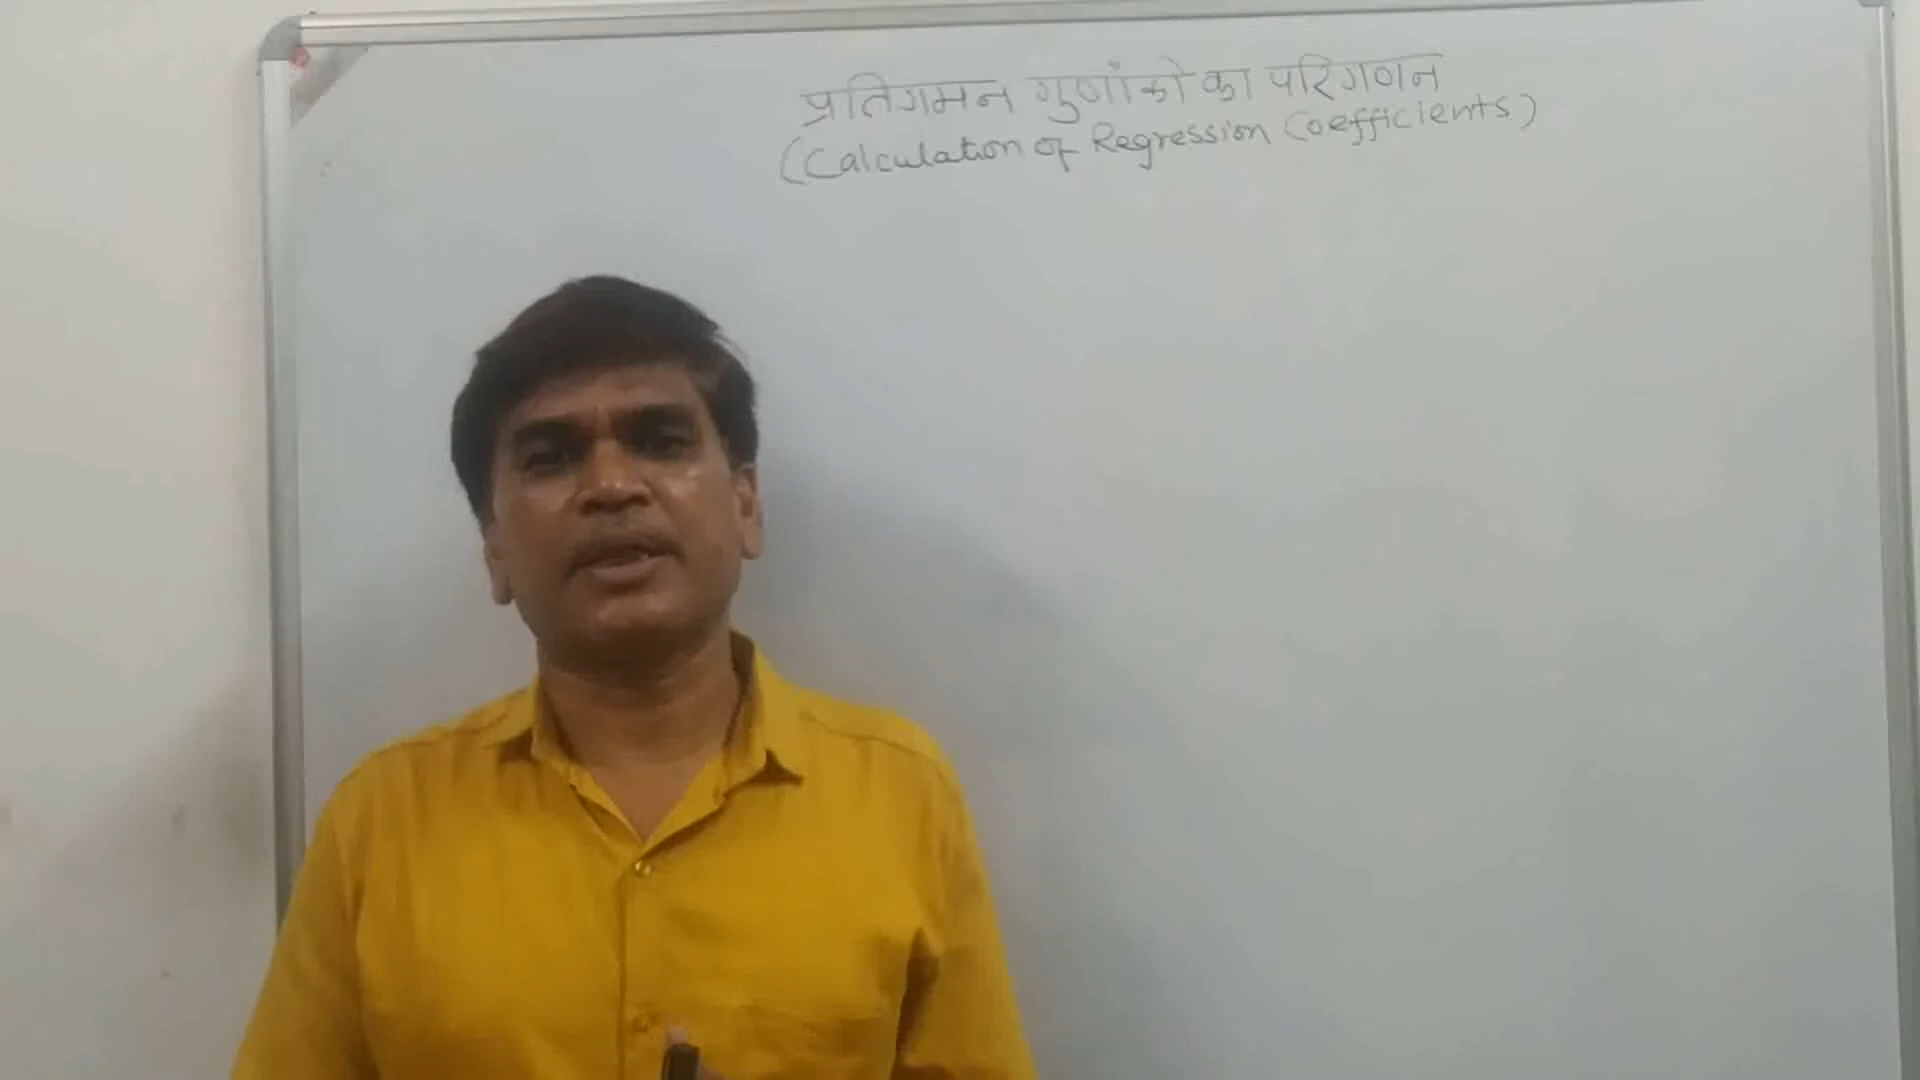 प्रतिगमन गुणाँको का परिगणन
(Calculation of Regression Coefficients)